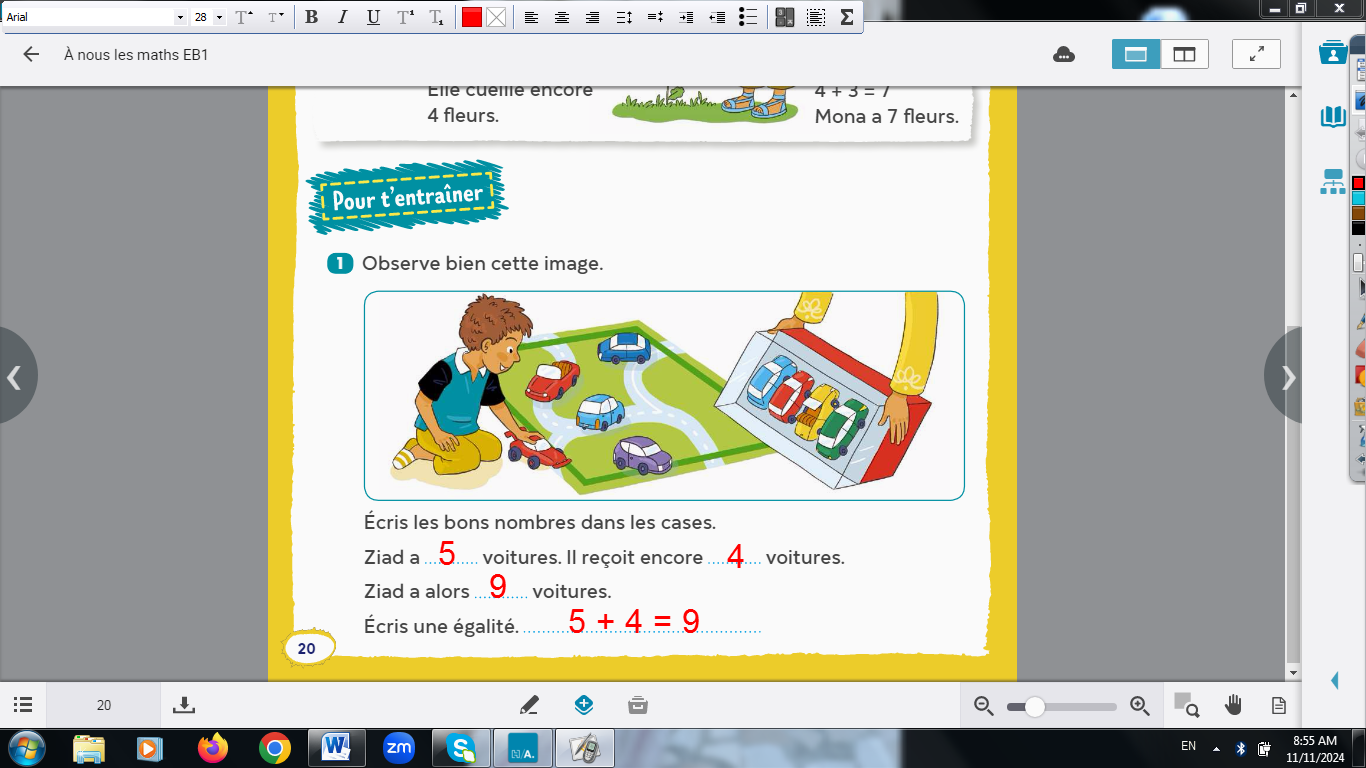 Arial 28 B I U T T Σ
À nous les maths EB1
Elle cueille encore
4 fleurs.
4 + 3 = 7
Mona a 7 fleurs.
Pour t'entraîner
1 Observe bien cette image.
Écris les bons nombres dans les cases.
Ziad a 5 voitures. Il reçoit encore 4 voitures.
Ziad a alors 9 voitures.
Écris une égalité. 5 + 4 = 9
20
20
W zm S H/A.
EN 8:55 AM
11/11/2024